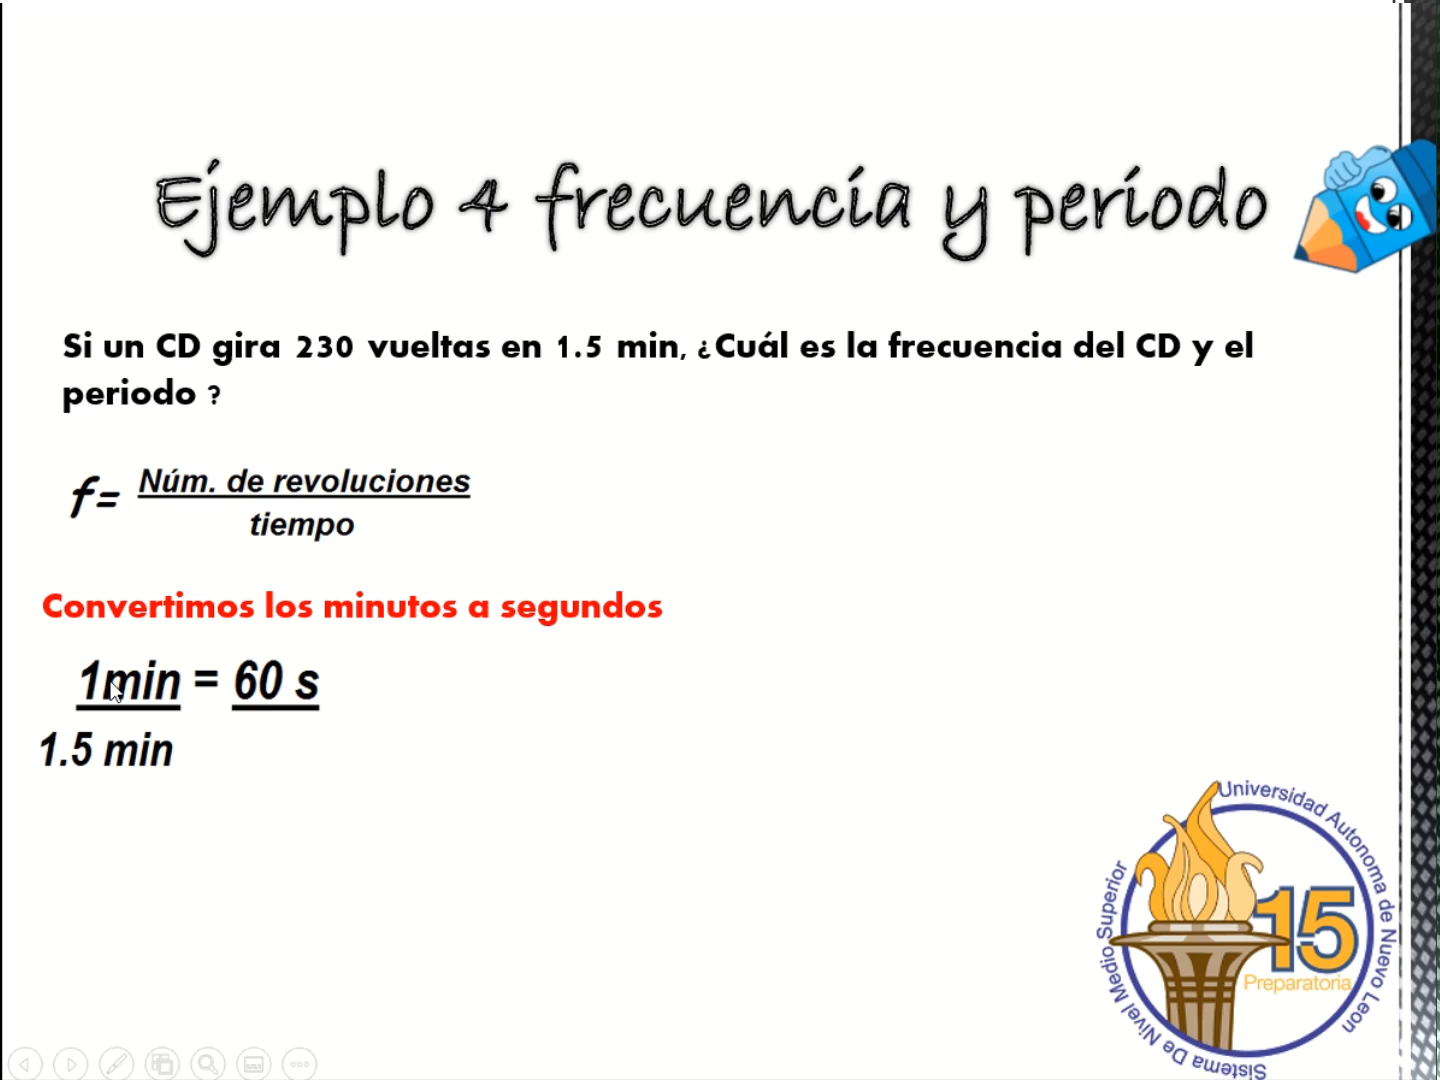 Ejemplo 4 frecuencia y periodo
Si un CD gira 230 vueltas en 1.5 min, ¿Cuál es la frecuencia del CD y el
periodo ?
f= Núm. de revoluciones
tiempo
Convertimos los minutos a segundos
1min = 60 s
1.5 min
Universidad Autonoma de Nuevo Leon
Sistema De Nivel Medio Superior
15
Preparatoria